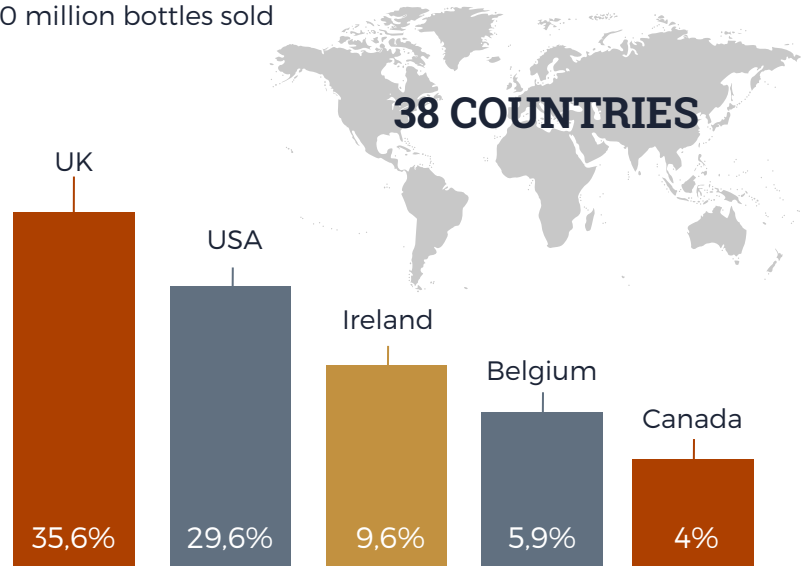 0 million bottles sold
38 COUNTRIES
UK
USA
Ireland
Belgium
Canada
35,6%
29,6%
9,6%
5,9%
4%